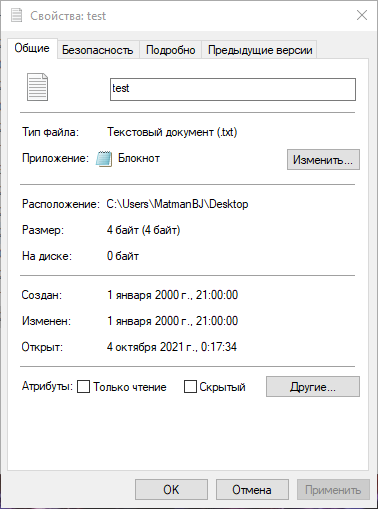 Свойства: test
Общие Безопасность Подробно Предыдущие версии
test
Тип файла: Текстовый документ (.txt)
Приложение: Блокнот Изменить...
Расположение: C:\Users\MatmanBJ\Desktop
Размер: 4 байт (4 байт)
На диске: 0 байт
Создан: 1 января 2000 г., 21:00:00
Изменен: 1 января 2000 г., 21:00:00
Открыт: 4 октября 2021 г., 0:17:34
Атрибуты: Только чтение Скрытый Другие...
OK Отмена Применить